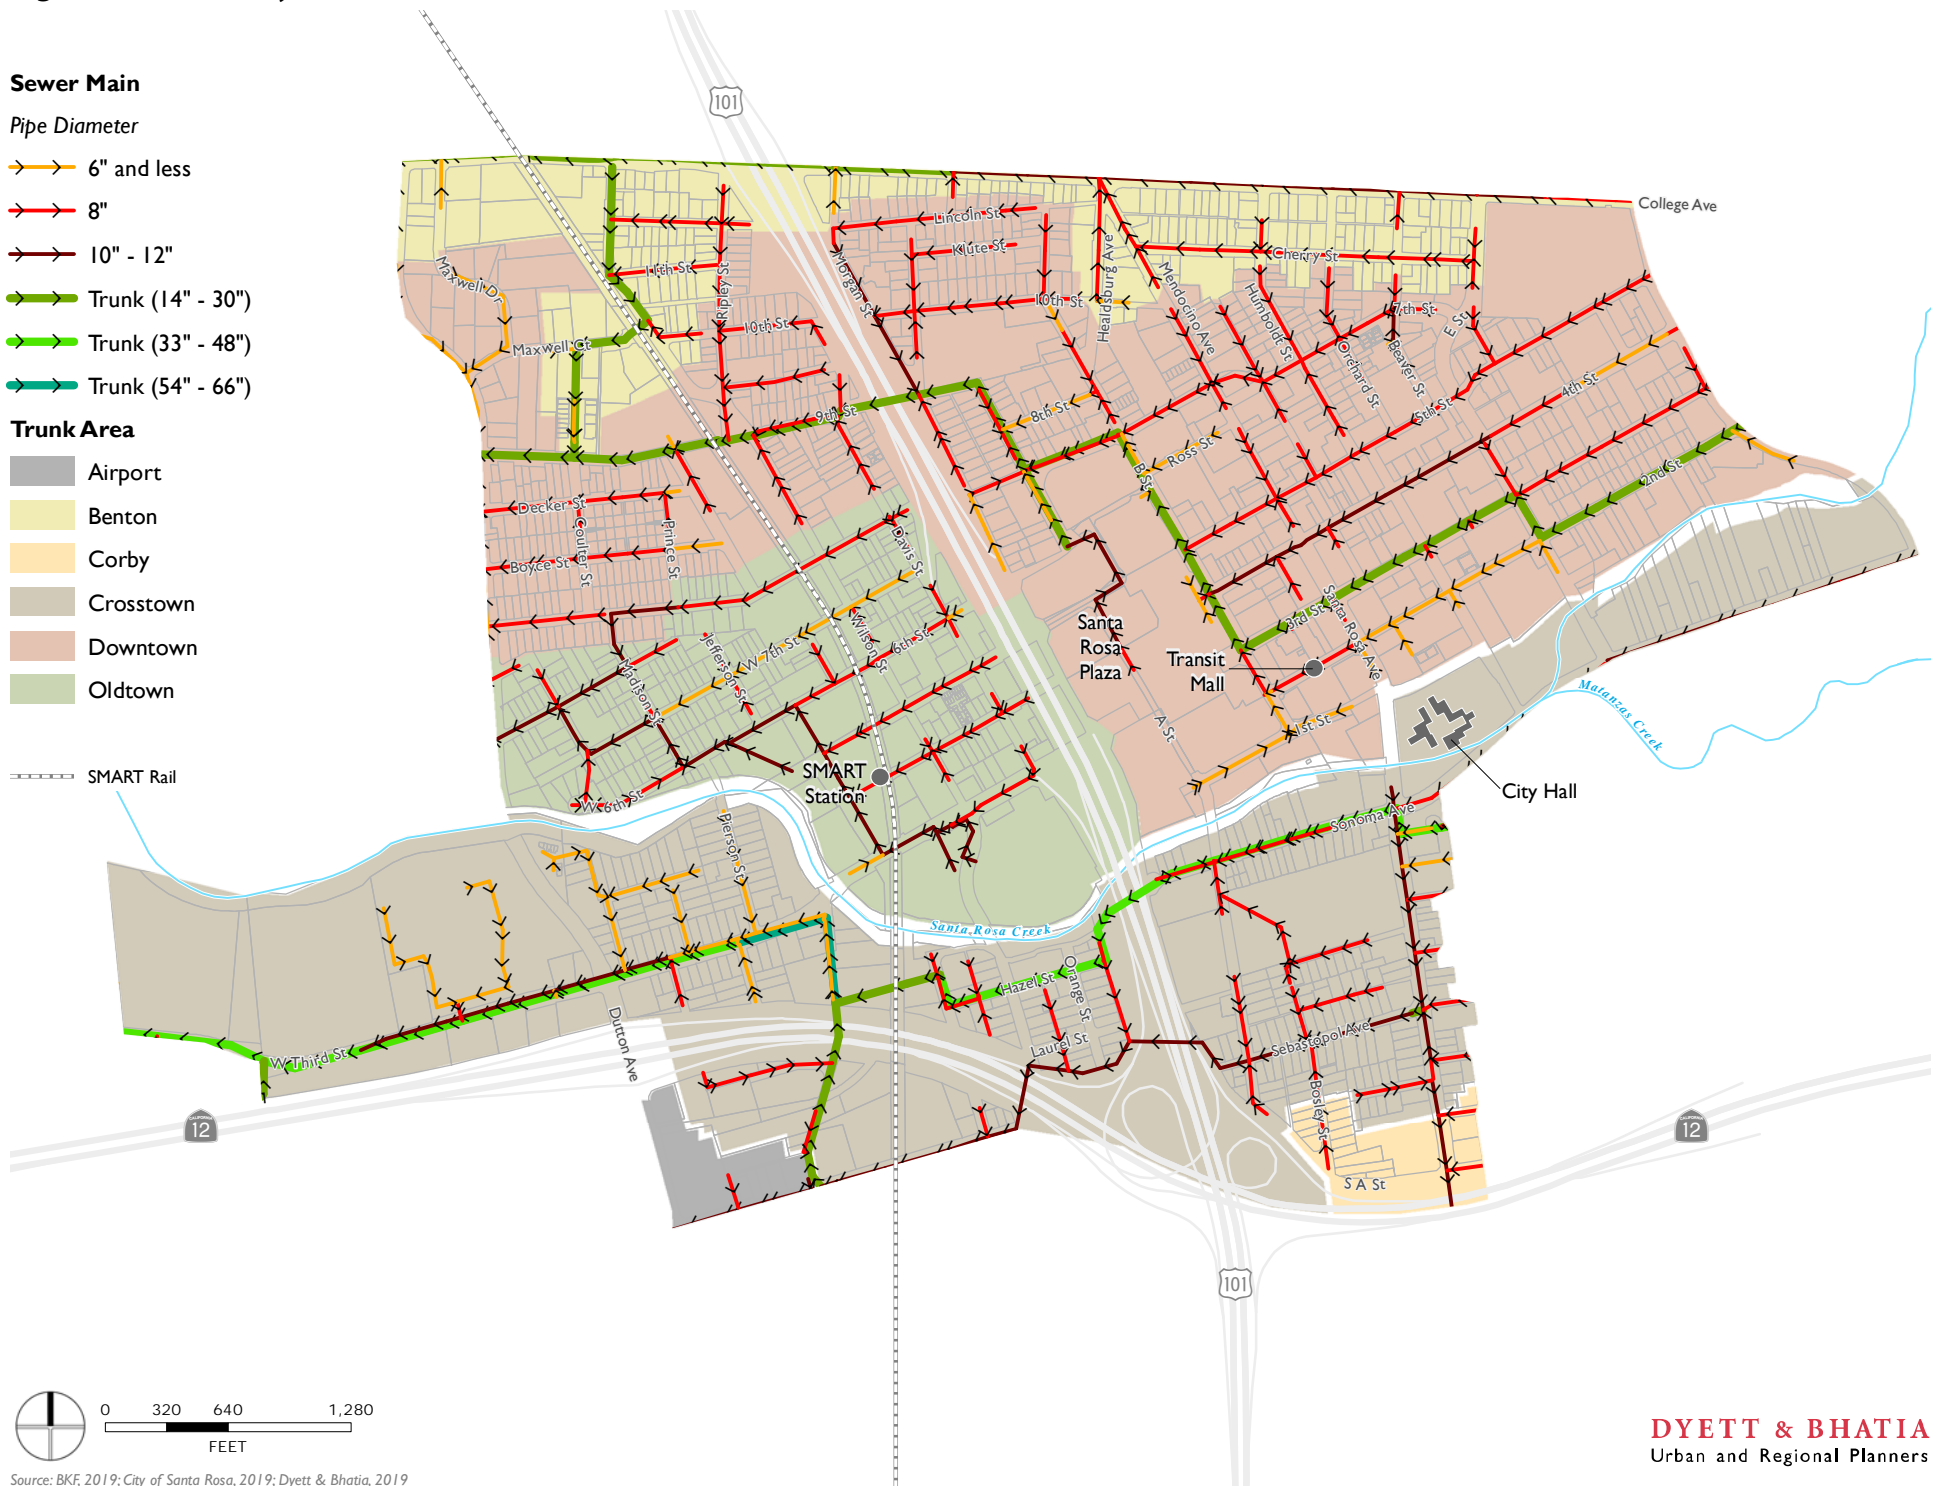 Sewer Main
Pipe Diameter
6" and less
8"
10" - 12"
Trunk (14" - 30")
Trunk (33" - 48")
Trunk (54" - 66")
Trunk Area
Airport
Benton
Corby
Crosstown
Downtown
Oldtown
SMART Rail
101
College Ave
Lincoln St
Klute St
Cherry St
Maxwell Dr
11th St
Ripley St
Morgan St
10th St
Healdsburg Ave
Mendocino Ave
Humboldt St
7th St
E St
10th St
Maxwell Ct
Orchard St
Beaver St
4th St
5th St
9th St
8th St
Ross St
B St
2nd St
Decker St
Coulter St
Prince St
Boyce St
Davis St
Wilson St
6th St
W 7th St
Jefferson St
Madison St
Santa
Rosa
Plaza
Transit
Mall
3rd St
Santa Rosa Ave
A St
1st St
Matanzas Creek
City Hall
SMART
Station
W 6th St
Pierson St
Sonoma Ave
Santa Rosa Creek
Hazel St
Orange St
Laurel St
Sebastopol Ave
Dutton Ave
W Third St
Bosley St
S A St
CALIFORNIA
12
CALIFORNIA
12
101
0 320 640 1,280
FEET
Source: BKF, 2019; City of Santa Rosa, 2019; Dyett & Bhatia, 2019
DYETT & BHATIA
Urban and Regional Planners